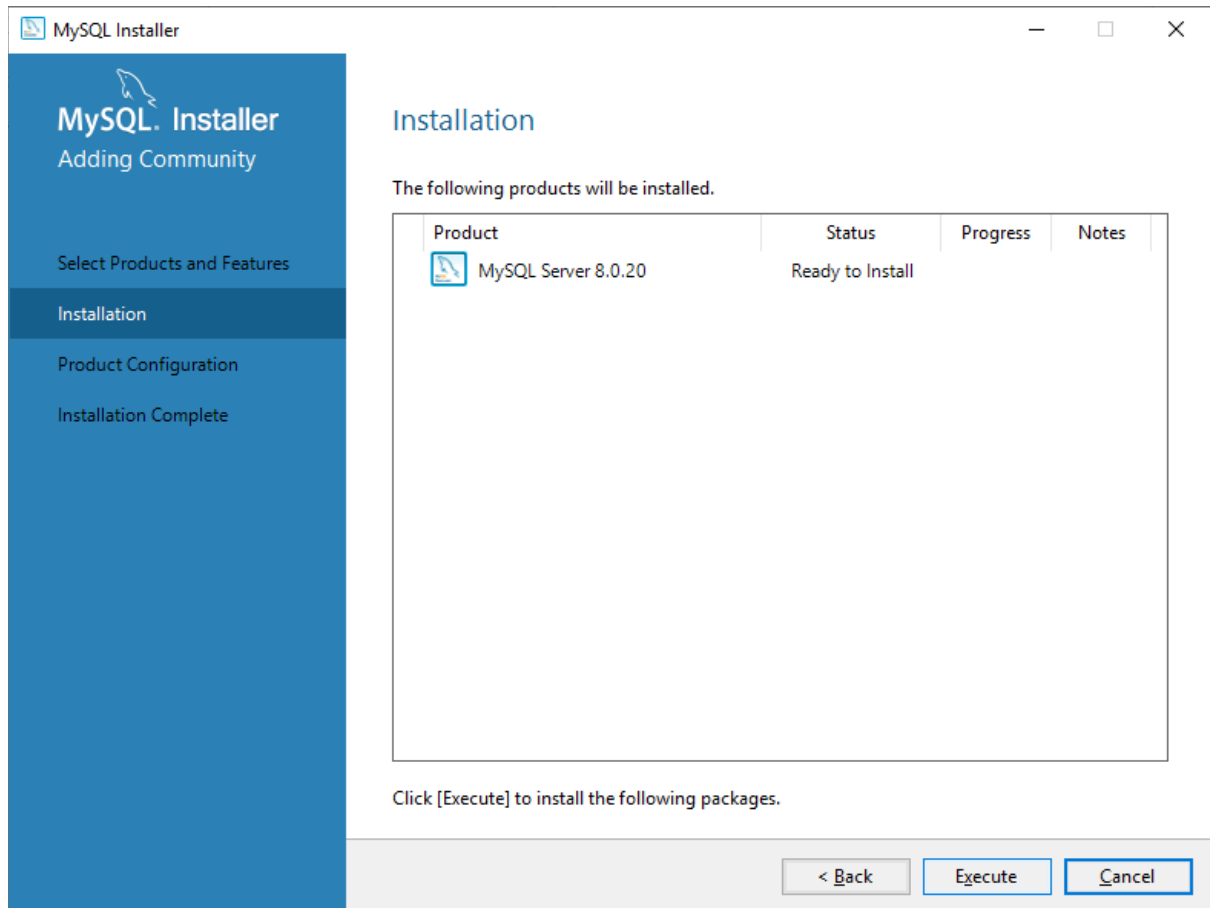 MySQL Installer
MySQL. Installer
Adding Community
Select Products and Features
Installation
Product Configuration
Installation Complete
Installation
The following products will be installed.
Product Status Progress Notes
MySQL Server 8.0.20 Ready to Install
Click [Execute] to install the following packages.
< Back Execute Cancel